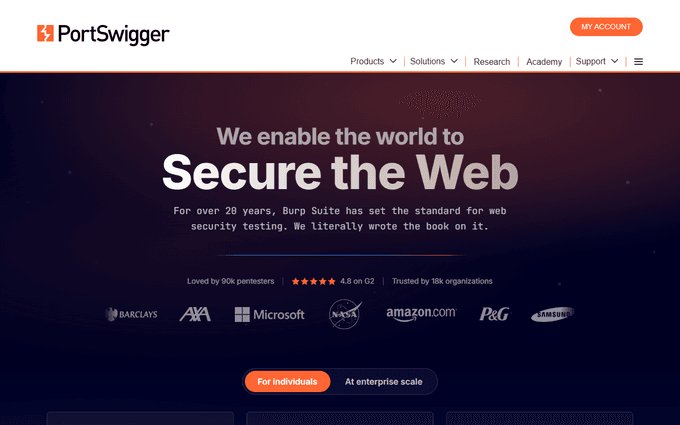 PortSwigger
MY ACCOUNT
Products
Solutions
Research
Academy
Support
We enable the world to
Secure the Web
For over 20 years, Burp Suite has set the standard for web
security testing. We literally wrote the book on it.
Loved by 90k pentesters
4.8 on G2
Trusted by 18k organizations
BARCLAYS
AXA
Microsoft
NASA
amazon.com
P&G
SAMSUNG
For individuals
At enterprise scale